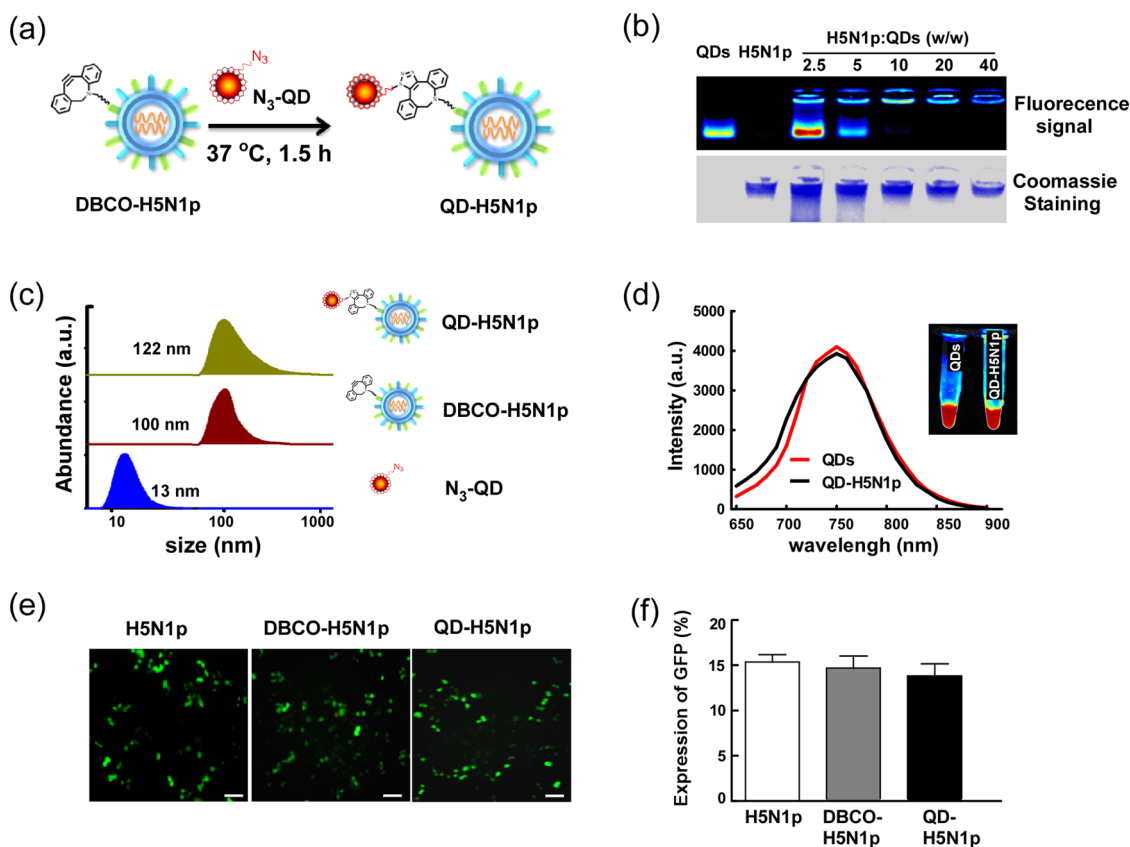 (a)
N₃
N₃-QD
37 °C, 1.5 h
DBCO-H5N1p
QD-H5N1p
(b)
H5N1p:QDs (w/w)
QDs H5N1p 2.5 5 10 20 40
Fluorecence
signal
Coomassie
Staining
(c)
Abundance (a.u.)
122 nm
QD-H5N1p
100 nm
DBCO-H5N1p
13 nm
N₃
N₃-QD
10 100 1000
size (nm)
(d)
Intensity (a.u.)
5000
4000
3000
2000
1000
0
QDs
QD-H5N1p
QDs
QD-H5N1p
650 700 750 800 850 900
wavelengh (nm)
(e)
H5N1p DBCO-H5N1p QD-H5N1p
(f)
Expression of GFP (%)
20
15
10
5
0
H5N1p DBCO- QD-
H5N1p H5N1p